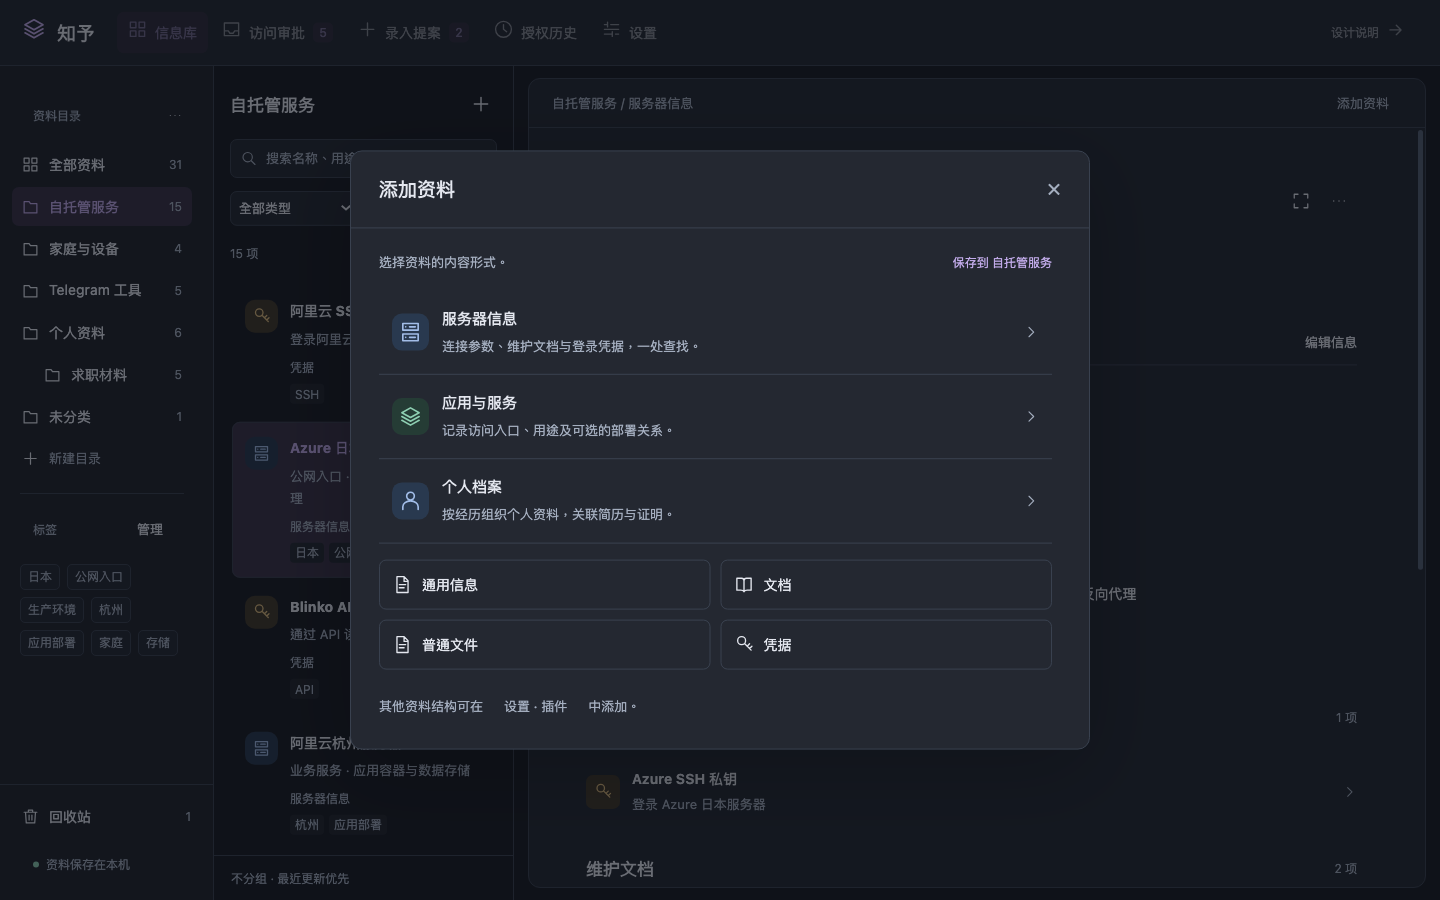 知予
信息库
访问审批 5
录入提案 2
授权历史
设置
设计说明
资料目录
全部资料 31
自托管服务 15
家庭与设备 4
Telegram 工具 5
个人资料 6
求职材料 5
未分类 1
新建目录
标签 管理
日本 公网入口
生产环境 杭州
应用部署 家庭 存储
回收站 1
资料保存在本机
自托管服务
搜索名称、用途
全部类型
15 项
阿里云 SS
登录阿里云
凭据
SSH
Azure 日
公网入口 ·
理
服务器信息
日本 公网
Blinko AP
通过 API 读
凭据
API
阿里云杭州
业务服务 · 应用容器与数据存储
服务器信息
杭州 应用部署
不分组 · 最近更新优先
自托管服务 / 服务器信息
添加资料
编辑信息
反向代理
1 项
Azure SSH 私钥
登录 Azure 日本服务器
维护文档
2 项
添加资料
选择资料的内容形式。
保存到 自托管服务
服务器信息
连接参数、维护文档与登录凭据，一处查找。
应用与服务
记录访问入口、用途及可选的部署关系。
个人档案
按经历组织个人资料，关联简历与证明。
通用信息
文档
普通文件
凭据
其他资料结构可在 设置 · 插件 中添加。